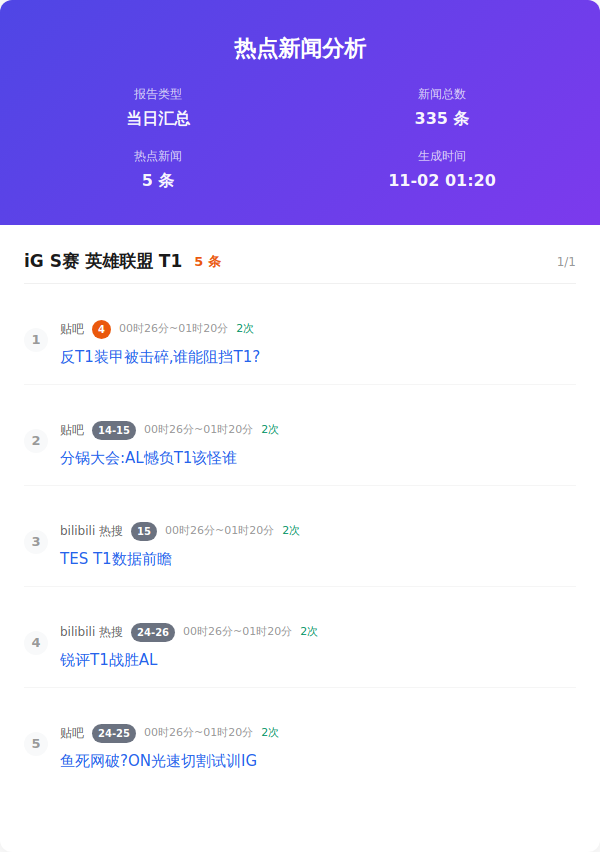 热点新闻分析
报告类型
新闻总数
当日汇总
335 条
热点新闻
生成时间
5 条
11-02 01:20
iG S赛 英雄联盟 T1 5 条 1/1
1 贴吧 4 00时26分~01时20分 2次
反T1装甲被击碎,谁能阻挡T1?
2 贴吧 14-15 00时26分~01时20分 2次
分锅大会:AL憾负T1该怪谁
3 bilibili 热搜 15 00时26分~01时20分 2次
TES T1数据前瞻
4 bilibili 热搜 24-26 00时26分~01时20分 2次
锐评T1战胜AL
5 贴吧 24-25 00时26分~01时20分 2次
鱼死网破?ON光速切割试训IG